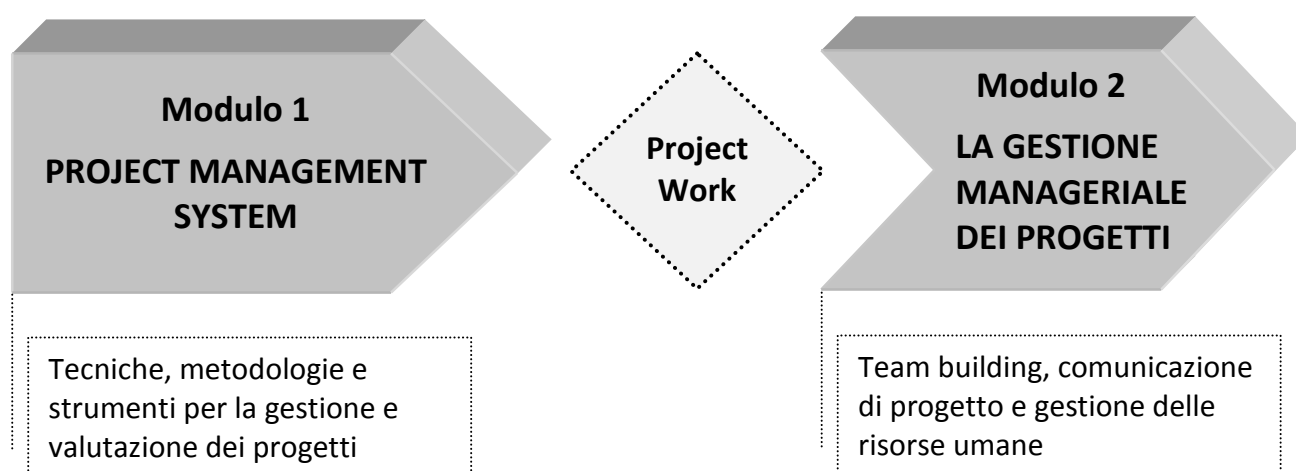 Modulo 1
PROJECT MANAGEMENT
SYSTEM
Project
Work
Modulo 2
LA GESTIONE
MANAGERIALE
DEI PROGETTI
Tecniche, metodologie e
strumenti per la gestione e
valutazione dei progetti
Team building, comunicazione
di progetto e gestione delle
risorse umane